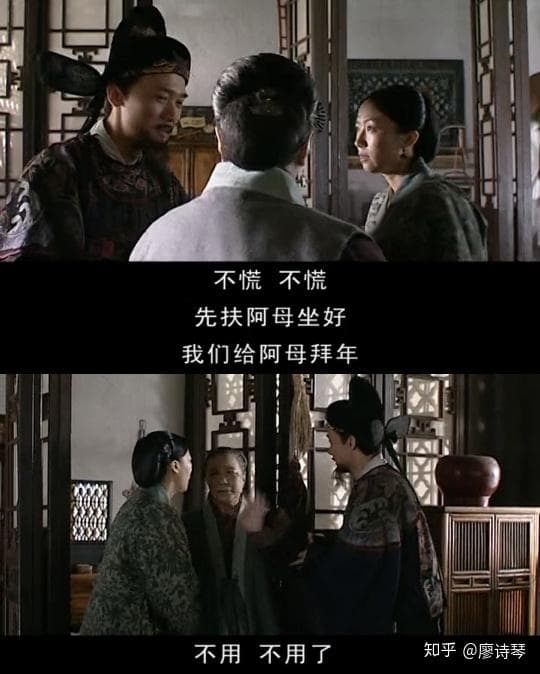 不慌 不慌
先扶阿母坐好
我们给阿母拜年
不用 不用了
知乎 @廖诗琴